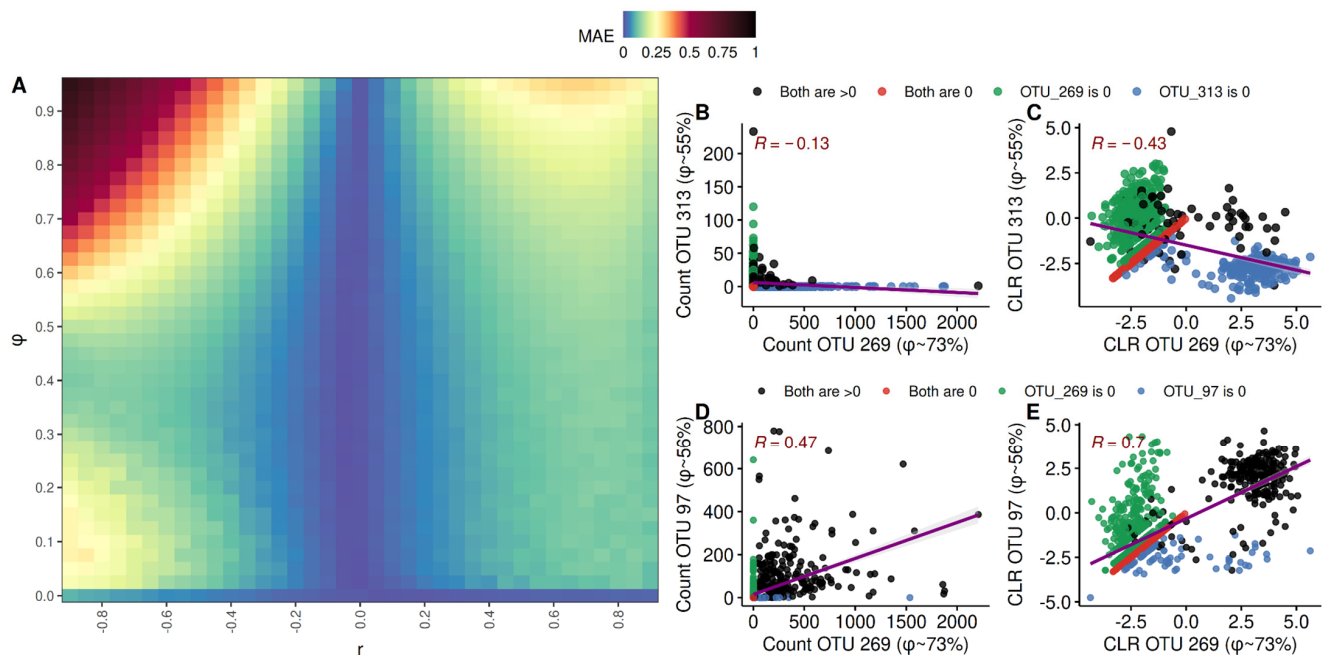 MAE
0 0.25 0.5 0.75 1
A
φ
0.9
0.8
0.7
0.6
0.5
0.4
0.3
0.2
0.1
0.0
-0.8 -0.6 -0.4 -0.2 0.0 0.2 0.4 0.6 0.8
r
Both are >0 Both are 0 OTU_269 is 0 OTU_313 is 0
B
R = −0.13
Count OTU 313 (φ~55%)
200
150
100
50
0
0 500 1000 1500 2000
Count OTU 269 (φ~73%)
C
R = −0.43
CLR OTU 313 (φ~55%)
5.0
2.5
0.0
-2.5
-2.5 0.0 2.5 5.0
CLR OTU 269 (φ~73%)
Both are >0 Both are 0 OTU_269 is 0 OTU_97 is 0
D
R = 0.47
Count OTU 97 (φ~56%)
800
600
400
200
0
0 500 1000 1500 2000
Count OTU 269 (φ~73%)
E
R = 0.7
CLR OTU 97 (φ~56%)
5.0
2.5
0.0
-2.5
-5.0
-2.5 0.0 2.5 5.0
CLR OTU 269 (φ~73%)